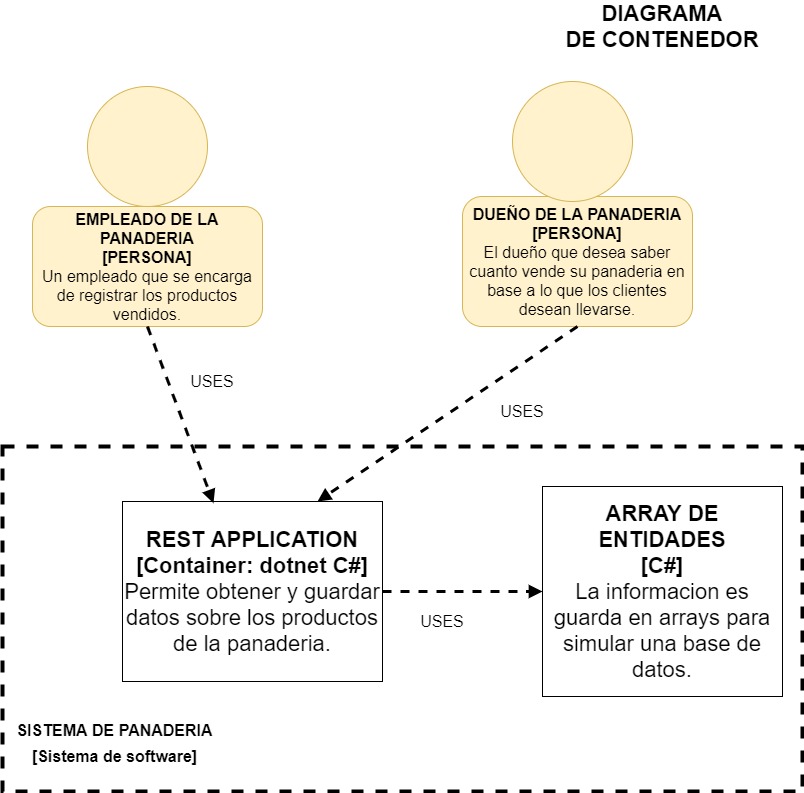 DIAGRAMA
DE CONTENEDOR
EMPLEADO DE LA
PANADERIA
[PERSONA]
Un empleado que se encarga
de registrar los productos
vendidos.
DUEÑO DE LA PANADERIA
[PERSONA]
El dueño que desea saber
cuanto vende su panaderia en
base a lo que los clientes
desean llevarse.
USES
USES
REST APPLICATION
[Container: dotnet C#]
Permite obtener y guardar
datos sobre los productos
de la panaderia.
USES
ARRAY DE
ENTIDADES
[C#]
La informacion es
guarda en arrays para
simular una base de
datos.
SISTEMA DE PANADERIA
[Sistema de software]